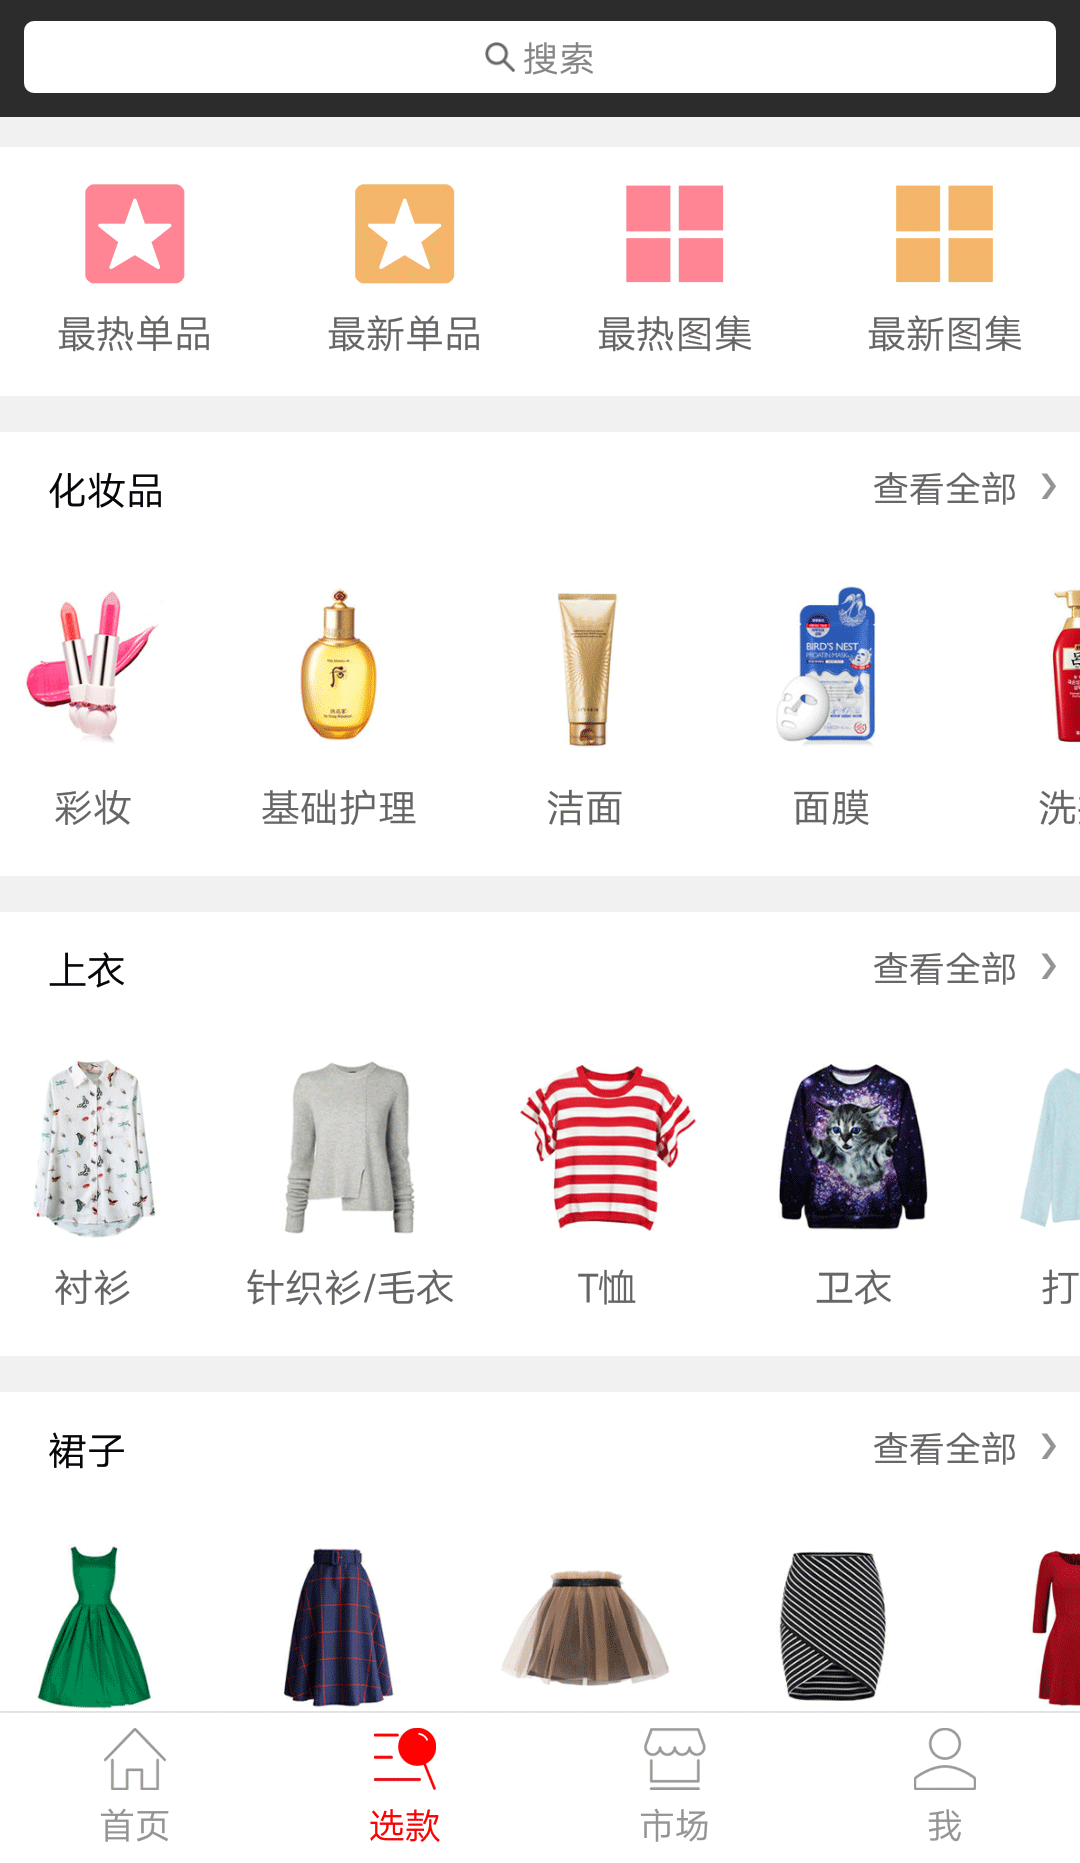 搜索
最热单品
最新单品
最热图集
最新图集
化妆品
查看全部
BIRD'S NEST
彩妆
基础护理
洁面
面膜
洗
上衣
查看全部
衬衫
针织衫/毛衣
T恤
卫衣
打
裙子
查看全部
首页
选款
市场
我